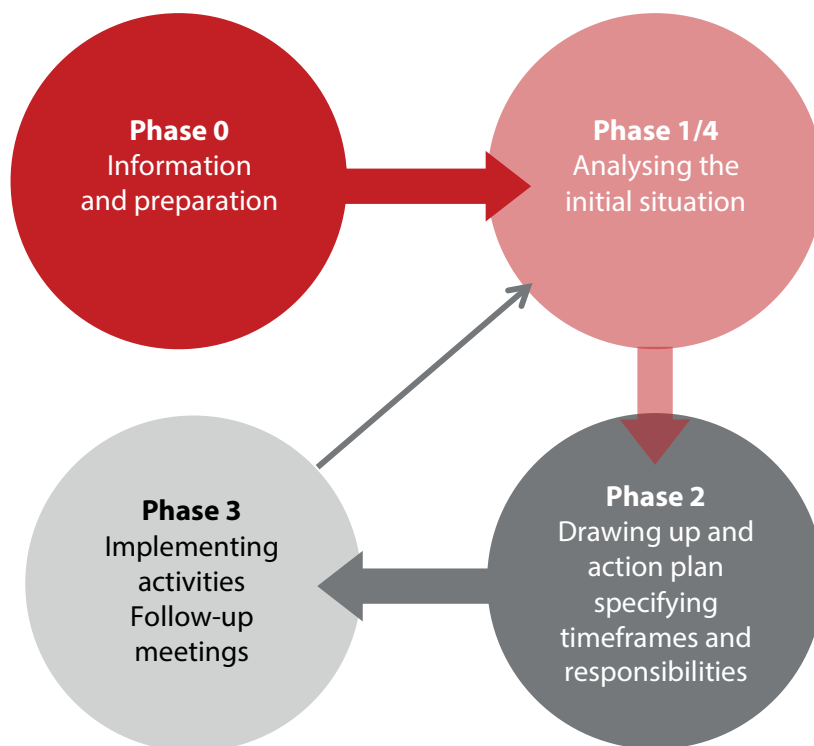 Phase 0
Information
and preparation
Phase 1/4
Analysing the
initial situation
Phase 2
Drawing up and
action plan
specifying
timeframes and
responsibilities
Phase 3
Implementing
activities
Follow-up
meetings